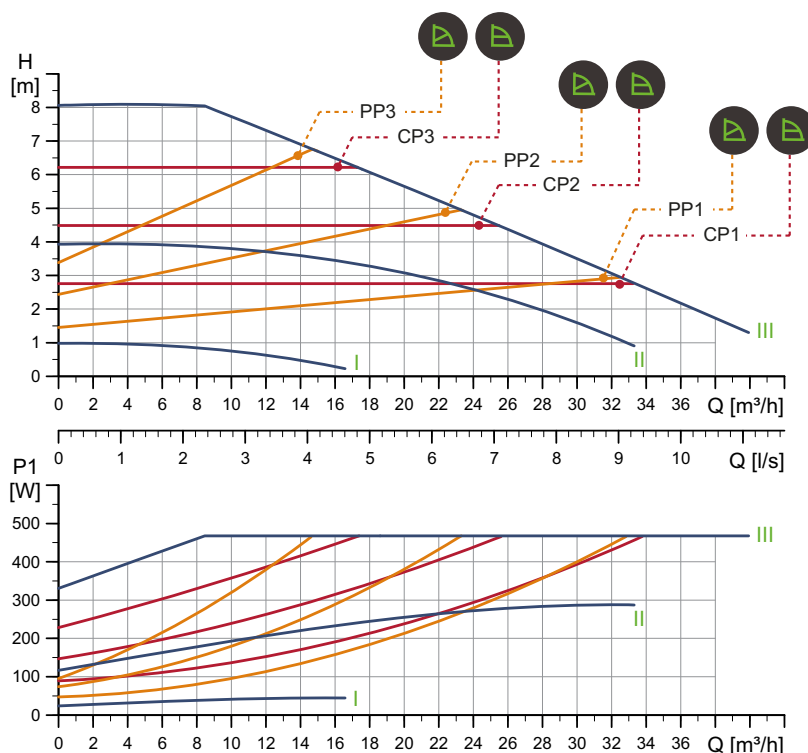 H
[m]
8
7
6
5
4
3
2
1
0
PP3
CP3
PP2
CP2
PP1
CP1
I
II
III
0 2 4 6 8 10 12 14 16 18 20 22 24 26 28 30 32 34 36 Q [m³/h]
0 1 2 3 4 5 6 7 8 9 10 Q [l/s]
P1
[W]
500
400
300
200
100
0
I
II
III
0 2 4 6 8 10 12 14 16 18 20 22 24 26 28 30 32 34 36 Q [m³/h]